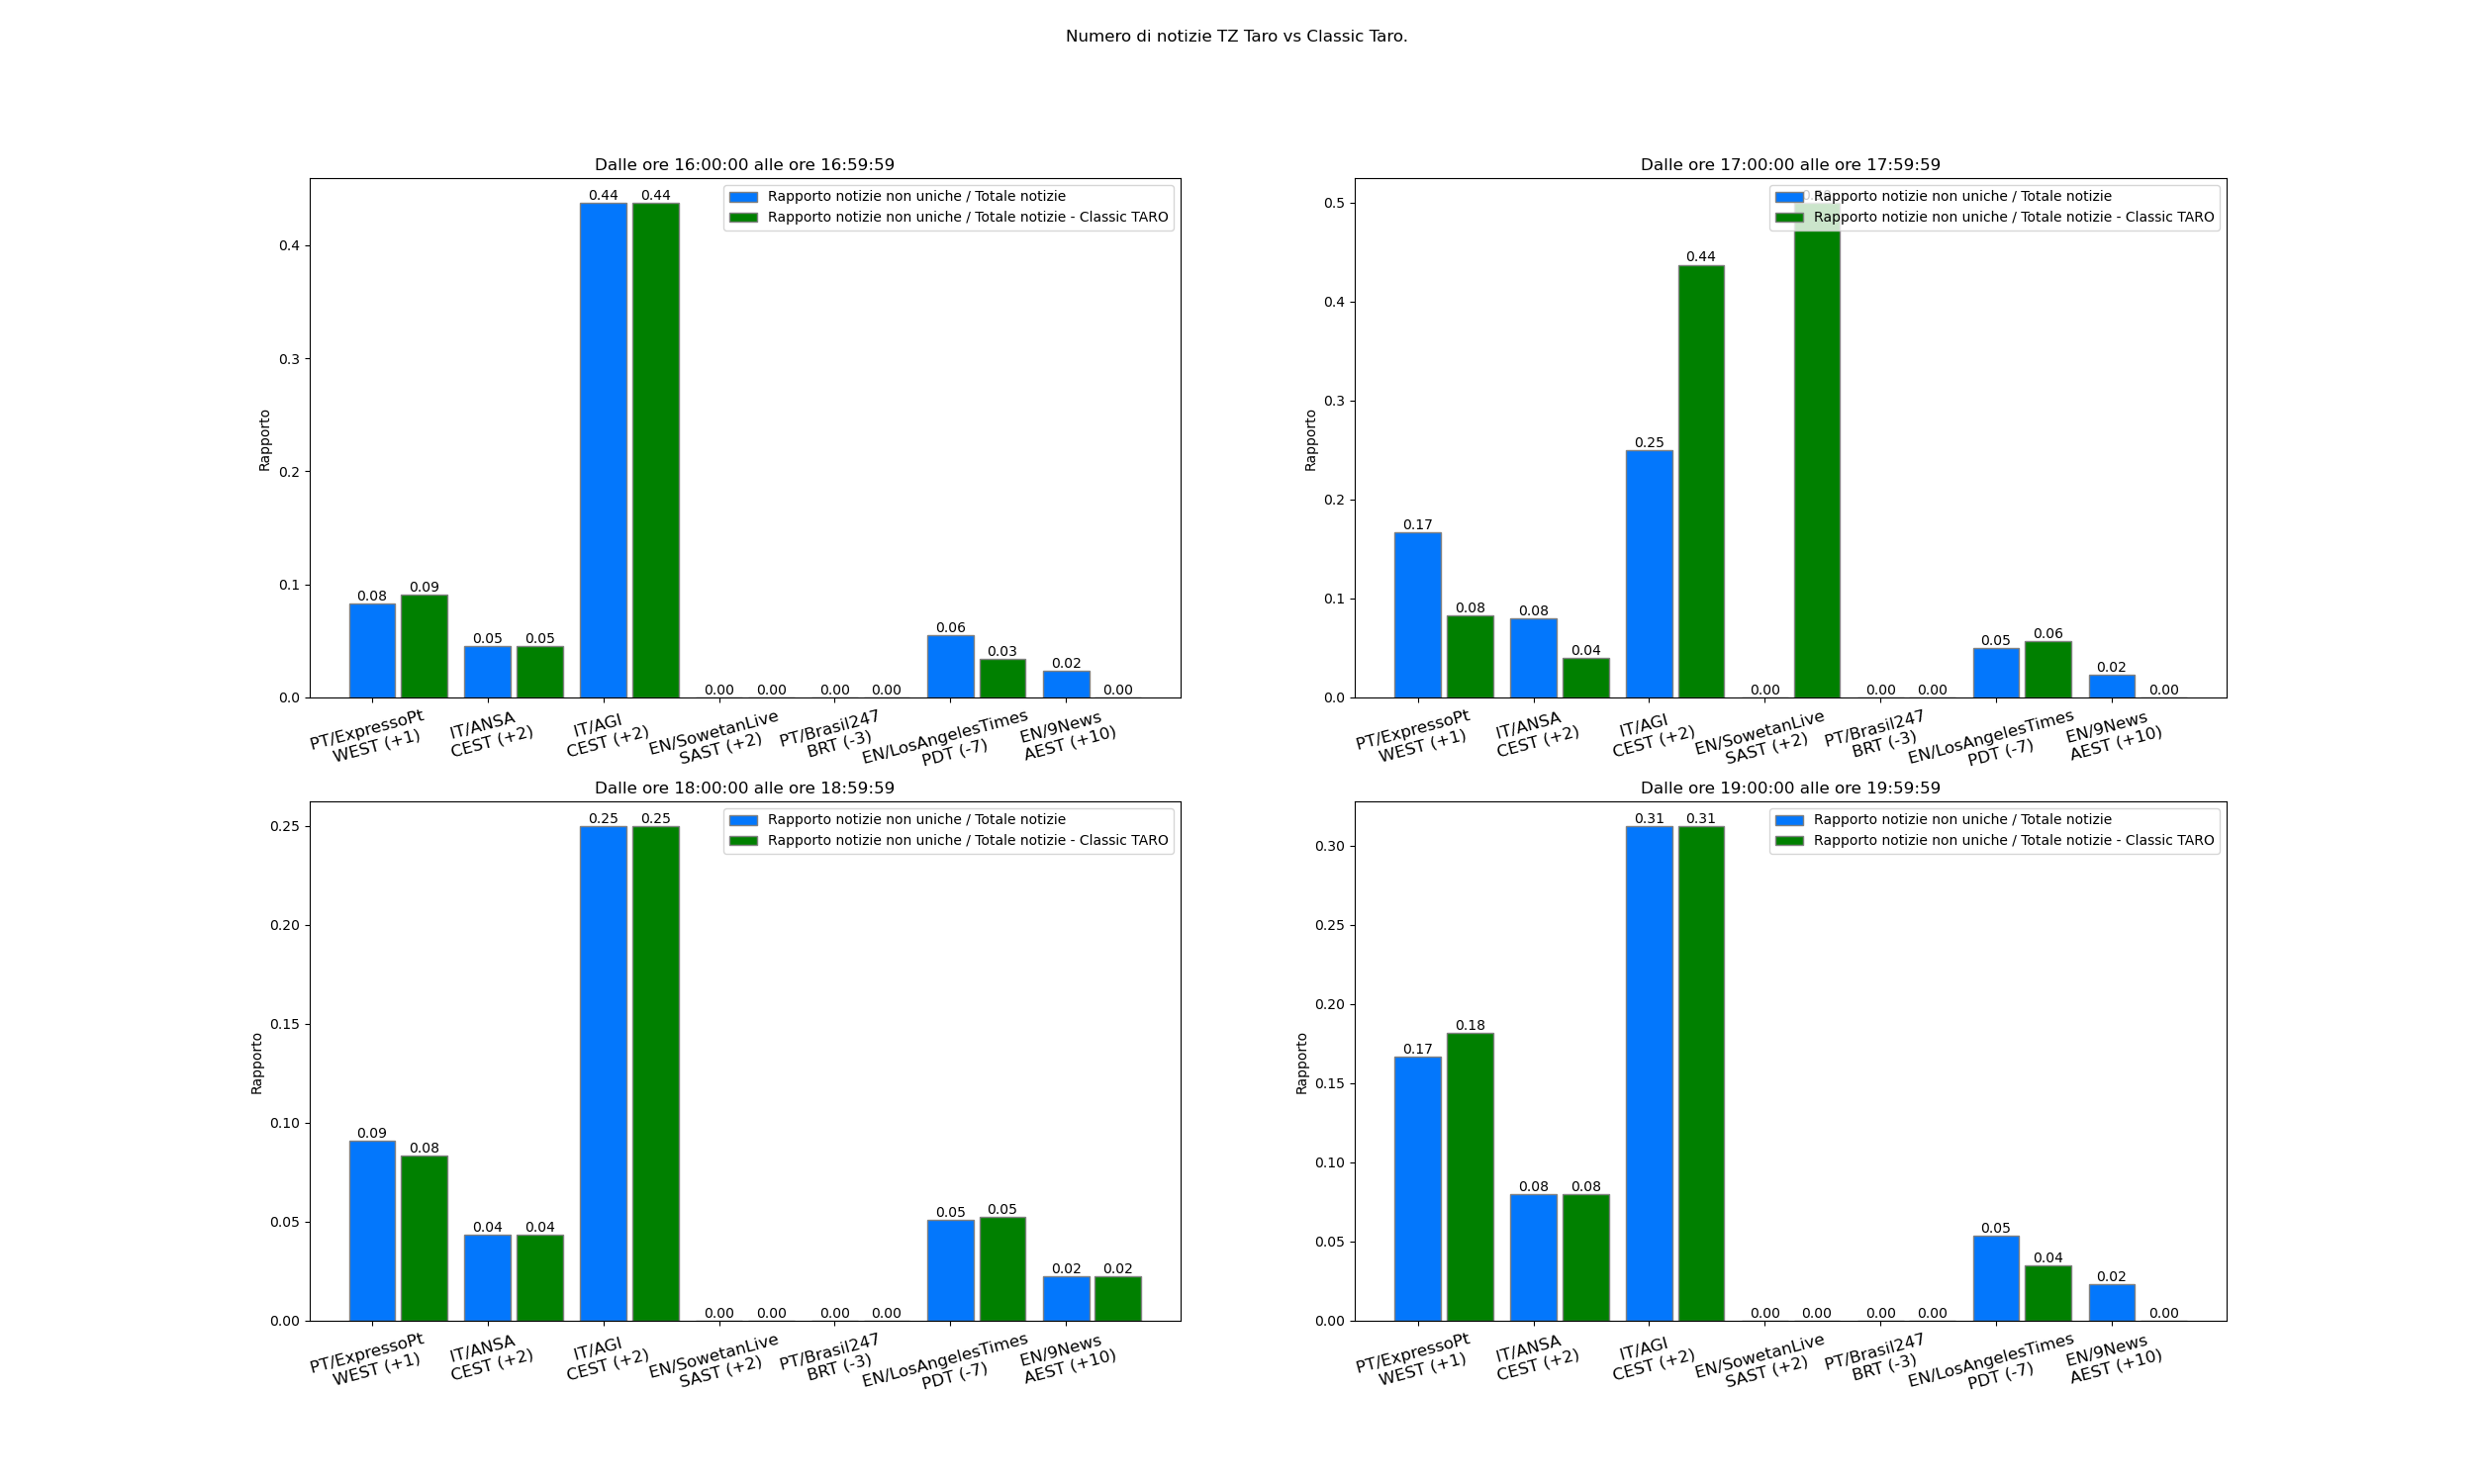 Numero di notizie TZ Taro vs Classic Taro.
Dalle ore 16:00:00 alle ore 16:59:59
Rapporto notizie non uniche / Totale notizie
Rapporto notizie non uniche / Totale notizie - Classic TARO
Rapporto
0.4
0.3
0.2
0.1
0.0
0.08
0.09
0.05
0.05
0.44
0.44
0.00
0.00
0.00
0.00
0.06
0.03
0.02
0.00
PT/ExpressoPt
WEST (+1)
IT/ANSA
CEST (+2)
IT/AGI
CEST (+2)
EN/SowetanLive
SAST (+2)
PT/Brasil247
BRT (-3)
EN/LosAngelesTimes
PDT (-7)
EN/9News
AEST (+10)
Dalle ore 17:00:00 alle ore 17:59:59
Rapporto notizie non uniche / Totale notizie
Rapporto notizie non uniche / Totale notizie - Classic TARO
Rapporto
0.5
0.4
0.3
0.2
0.1
0.0
0.17
0.08
0.08
0.04
0.25
0.44
0.00
0.00
0.00
0.05
0.06
0.02
0.00
PT/ExpressoPt
WEST (+1)
IT/ANSA
CEST (+2)
IT/AGI
CEST (+2)
EN/SowetanLive
SAST (+2)
PT/Brasil247
BRT (-3)
EN/LosAngelesTimes
PDT (-7)
EN/9News
AEST (+10)
Dalle ore 18:00:00 alle ore 18:59:59
Rapporto notizie non uniche / Totale notizie
Rapporto notizie non uniche / Totale notizie - Classic TARO
Rapporto
0.25
0.20
0.15
0.10
0.05
0.00
0.09
0.08
0.04
0.04
0.25
0.25
0.00
0.00
0.00
0.00
0.05
0.05
0.02
0.02
PT/ExpressoPt
WEST (+1)
IT/ANSA
CEST (+2)
IT/AGI
CEST (+2)
EN/SowetanLive
SAST (+2)
PT/Brasil247
BRT (-3)
EN/LosAngelesTimes
PDT (-7)
EN/9News
AEST (+10)
Dalle ore 19:00:00 alle ore 19:59:59
Rapporto notizie non uniche / Totale notizie
Rapporto notizie non uniche / Totale notizie - Classic TARO
Rapporto
0.30
0.25
0.20
0.15
0.10
0.05
0.00
0.17
0.18
0.08
0.08
0.31
0.31
0.00
0.00
0.00
0.00
0.05
0.04
0.02
0.00
PT/ExpressoPt
WEST (+1)
IT/ANSA
CEST (+2)
IT/AGI
CEST (+2)
EN/SowetanLive
SAST (+2)
PT/Brasil247
BRT (-3)
EN/LosAngelesTimes
PDT (-7)
EN/9News
AEST (+10)